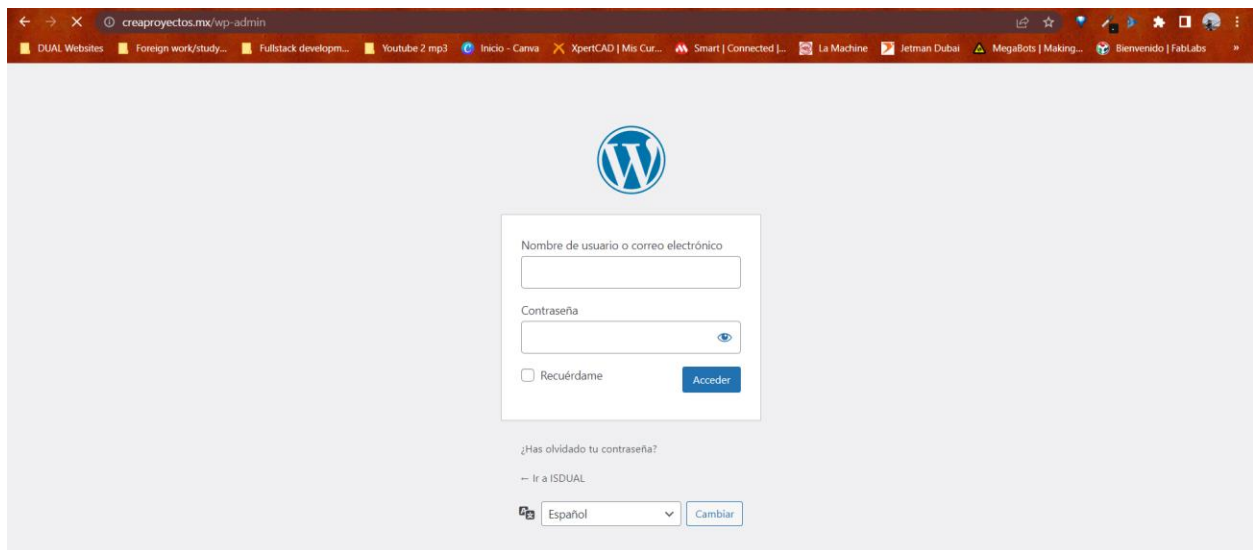 creaproyectos.mx/wp-admin
DUAL Websites Foreign work/study... Fullstack developm... Youtube 2 mp3 Inicio - Canva XpertCAD | Mis Cur... Smart | Connected |... La Machine Jetman Dubai MegaBots | Making... Bienvenido | FabLabs »
Nombre de usuario o correo electrónico
Contraseña
Recuérdame Acceder
¿Has olvidado tu contraseña?
← Ir a ISDUAL
Español Cambiar